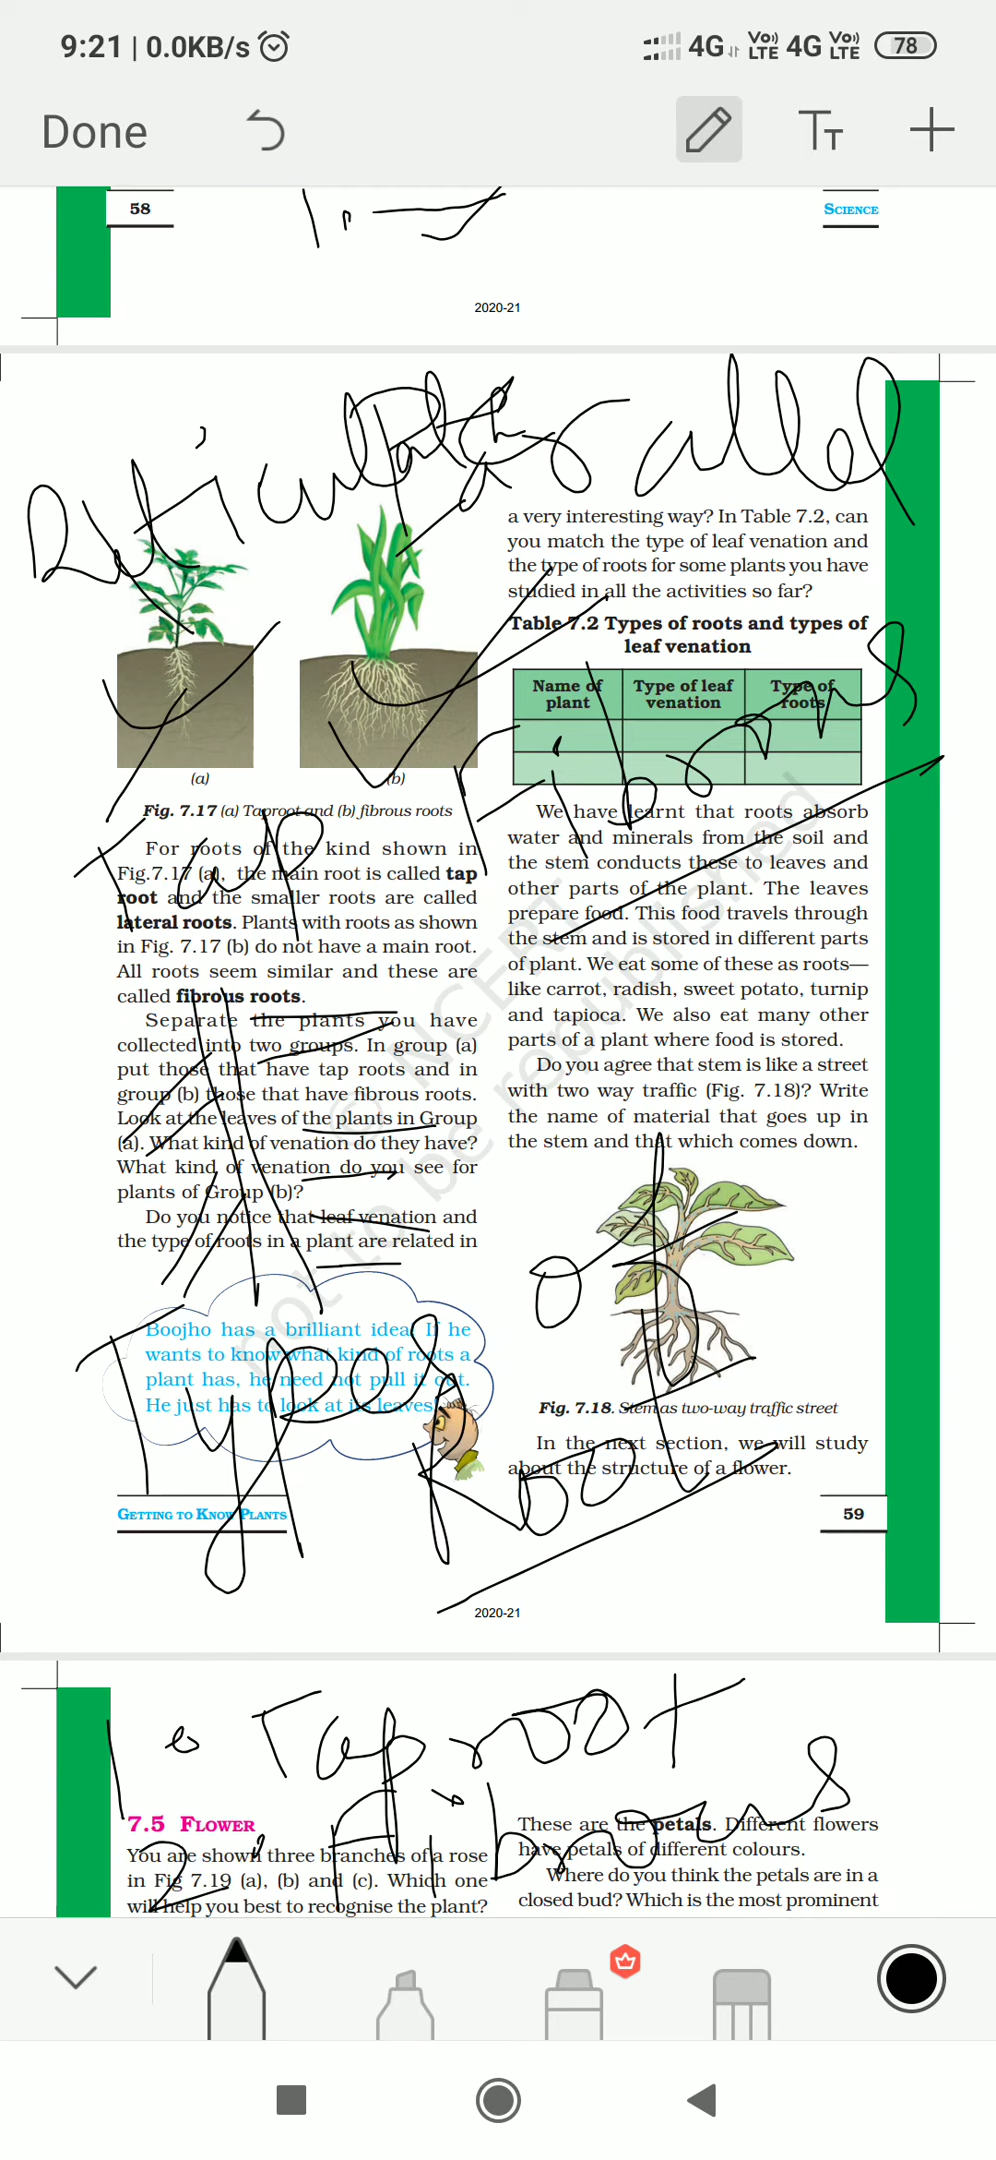 9:21 | 0.0KB/s
4G Vo)) LTE 4G Vo)) LTE 78
Done
TT
58
SCIENCE
2020-21
Reticulate
alled
(a)
(b)
Fig. 7.17 (a) Taproot and (b) fibrous roots
Tap
For roots of the kind shown in
Fig.7.17 (a), the main root is called tap
root and the smaller roots are called
lateral roots. Plants with roots as shown
in Fig. 7.17 (b) do not have a main root.
All roots seem similar and these are
called fibrous roots.
Separate the plants you have
collected into two groups. In group (a)
put those that have tap roots and in
group (b) those that have fibrous roots.
Look at the leaves of the plants in Group
(a). What kind of venation do they have?
What kind of venation do you see for
plants of Group (b)?
Do you notice that leaf venation and
the type of roots in a plant are related in
Boojho has a brilliant idea. If he
wants to know what kind of roots a
plant has, he need not pull it out.
He just has to look at its leaves.
Types of
Root
GETTING TO KNOW PLANTS
a very interesting way? In Table 7.2, can
you match the type of leaf venation and
the type of roots for some plants you have
studied in all the activities so far?
Table 7.2 Types of roots and types of
leaf venation
Name of plant
Type of leaf venation
Type of roots
fibrous
We have learnt that roots absorb
water and minerals from the soil and
the stem conducts these to leaves and
other parts of the plant. The leaves
prepare food. This food travels through
the stem and is stored in different parts
of plant. We eat some of these as roots—
like carrot, radish, sweet potato, turnip
and tapioca. We also eat many other
parts of a plant where food is stored.
Do you agree that stem is like a street
with two way traffic (Fig. 7.18)? Write
the name of material that goes up in
the stem and that which comes down.
Fig. 7.18. Stem as two-way traffic street
In the next section, we will study
about the structure of a flower.
59
© NCERT
not to be republished
2020-21
1. Tap root
2. Fibrous
7.5 FLOWER
You are shown three branches of a rose
in Fig 7.19 (a), (b) and (c). Which one
will help you best to recognise the plant?
These are the petals. Different flowers
have petals of different colours.
Where do you think the petals are in a
closed bud? Which is the most prominent